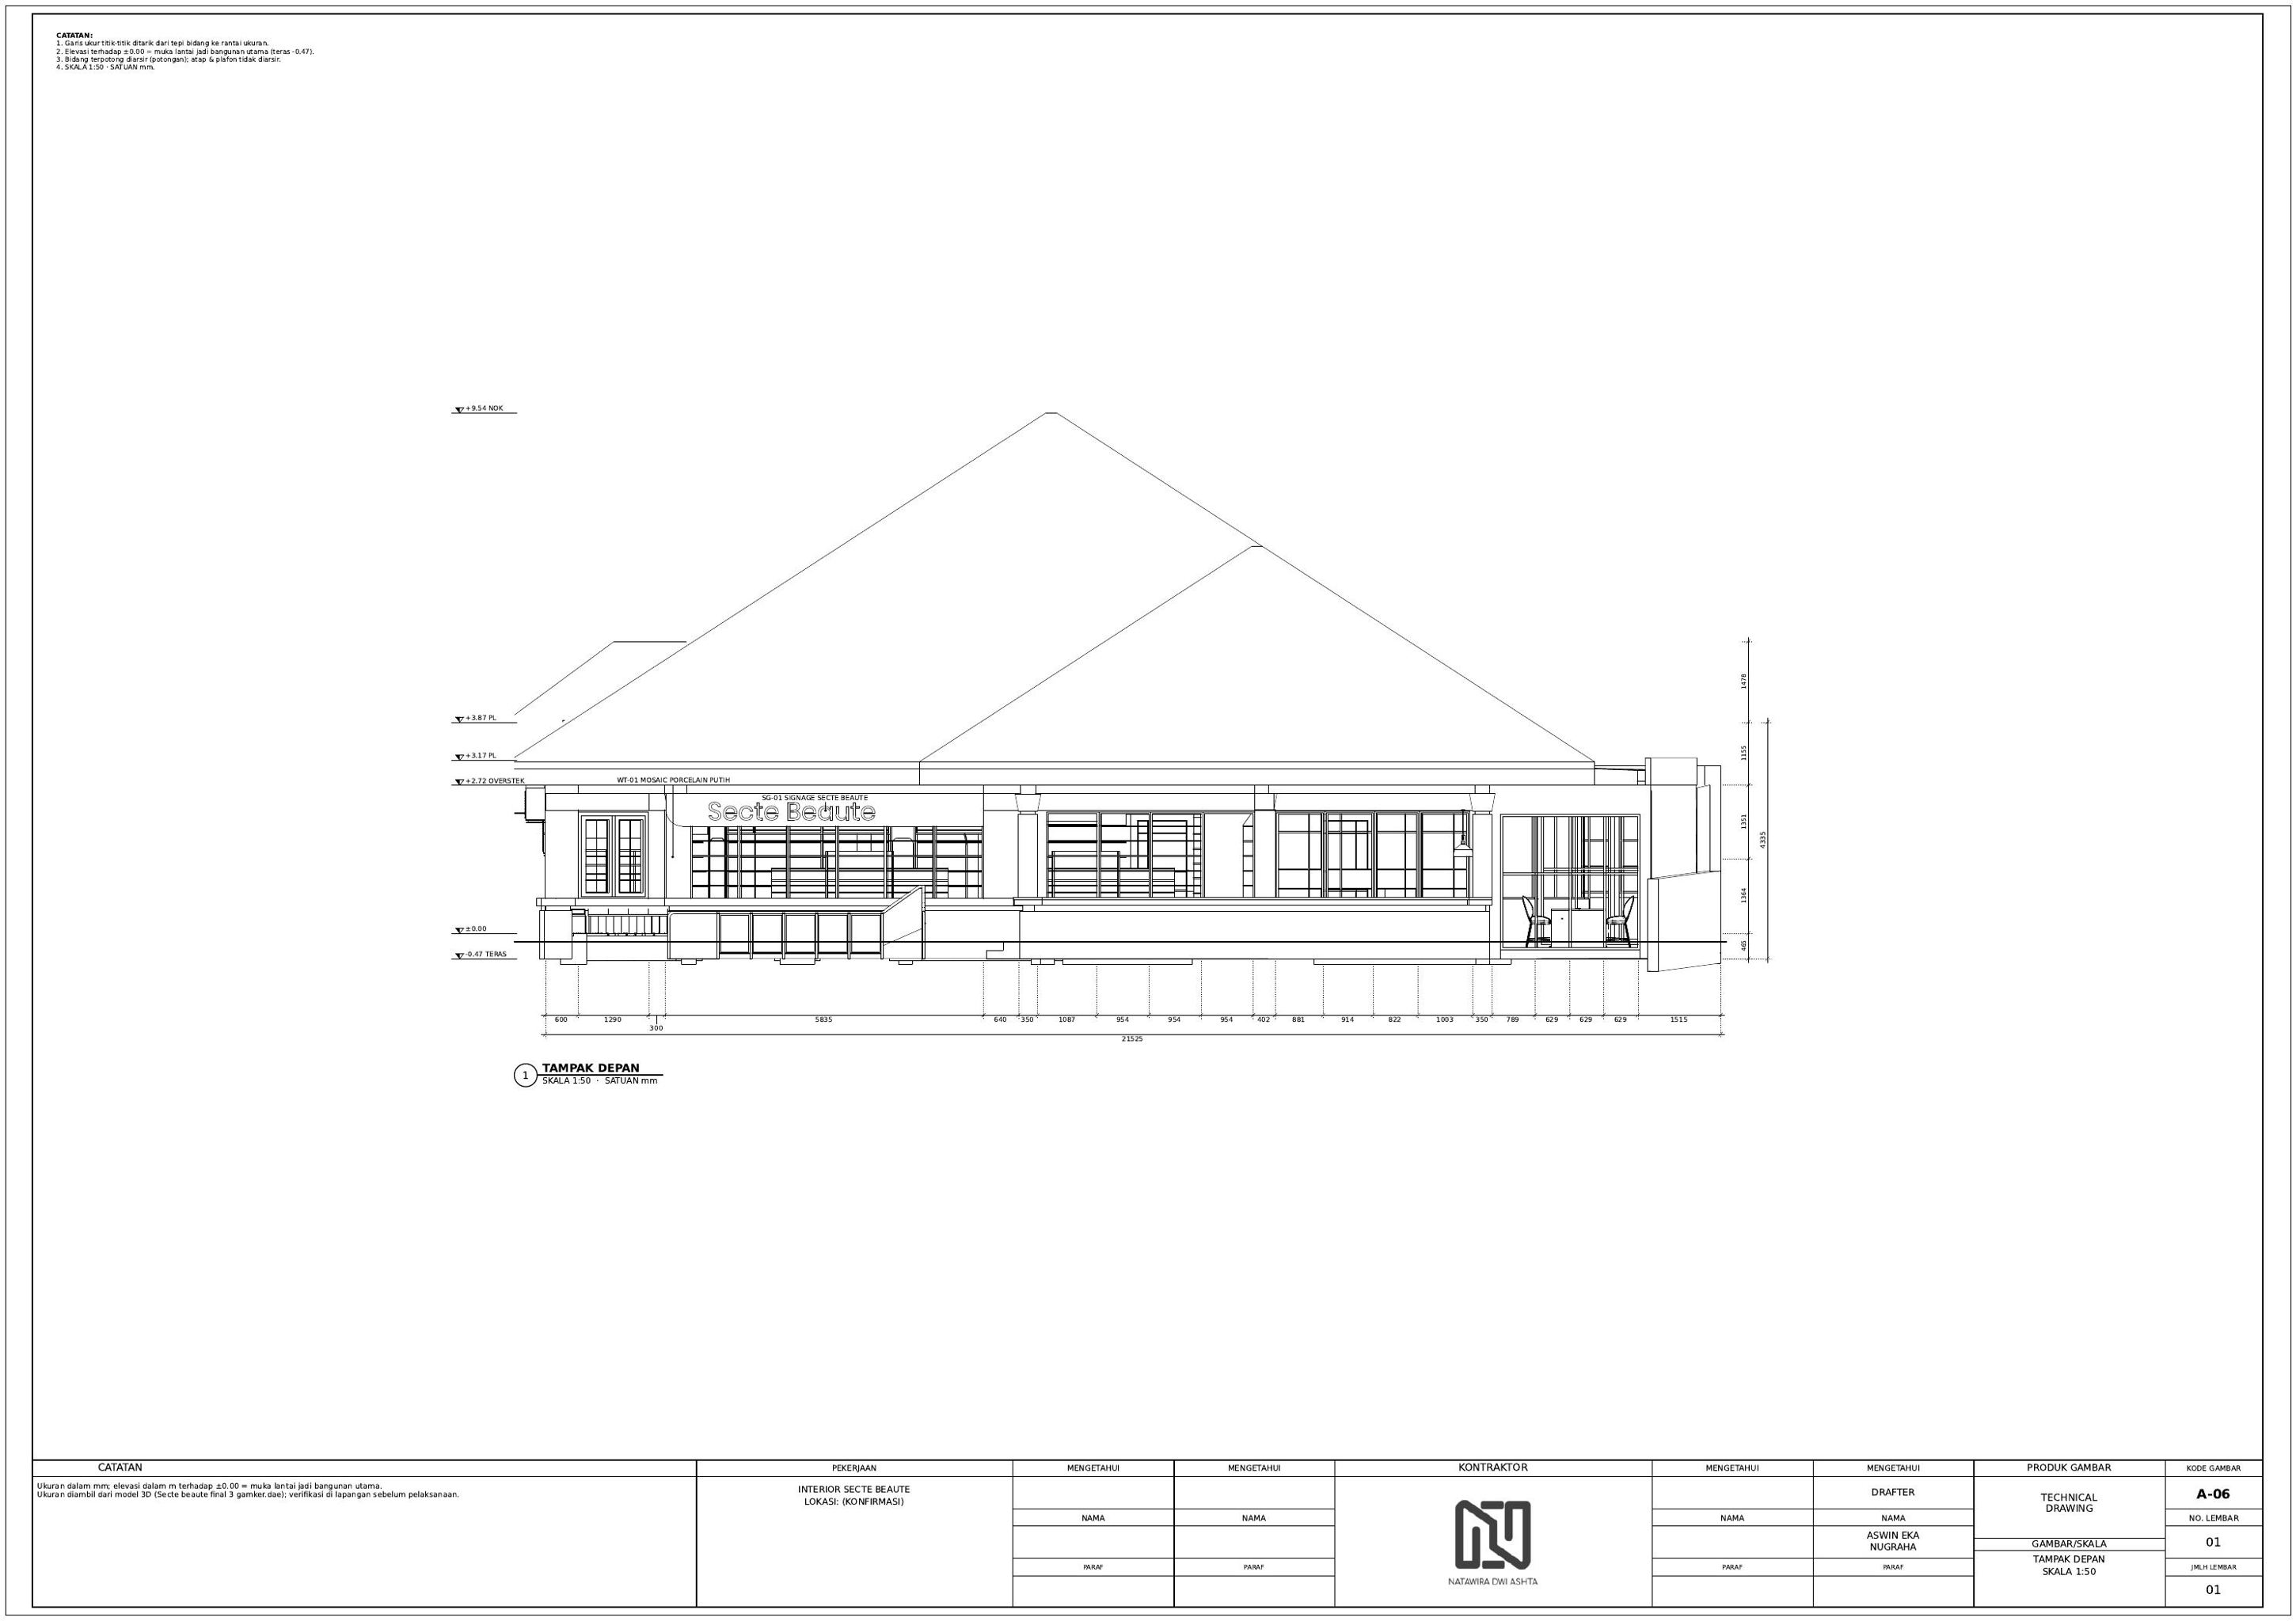 CATATAN:
1. Garis ukur titik-titik ditarik dari tepi bidang ke rantai ukuran.
2. Elevasi terhadap ±0.00 = muka lantai jadi bangunan utama (teras -0.47).
3. Bidang terpotong diarsir (potongan); atap & plafon tidak diarsir.
4. SKALA 1:50 - SATUAN mm.
+9.54 NOK
1478
+3.87 PL
1155
+3.17 PL
+2.72 OVERSTEK
WT-01 MOSAIC PORCELAIN PUTIH
SG-01 SIGNAGE SECTE BEAUTE
Secte Beaute
1351
4335
1364
±0.00
465
-0.47 TERAS
600 1290 300 5835 640 350 1087 954 954 954 402 881 914 822 1003 350 789 629 629 629 1515
21525
1 TAMPAK DEPAN
SKALA 1:50 · SATUAN mm
CATATAN
Ukuran dalam mm; elevasi dalam m terhadap ±0.00 = muka lantai jadi bangunan utama.
Ukuran diambil dari model 3D (Secte beaute final 3 gamker.dae); verifikasi di lapangan sebelum pelaksanaan.
PEKERJAAN
INTERIOR SECTE BEAUTE
LOKASI: (KONFIRMASI)
MENGETAHUI
NAMA
PARAF
MENGETAHUI
NAMA
PARAF
KONTRAKTOR
NATAWIRA DWI ASHTA
MENGETAHUI
NAMA
PARAF
MENGETAHUI
DRAFTER
NAMA
ASWIN EKA
NUGRAHA
PARAF
PRODUK GAMBAR
TECHNICAL
DRAWING
GAMBAR/SKALA
TAMPAK DEPAN
SKALA 1:50
KODE GAMBAR
A-06
NO. LEMBAR
01
JMLH LEMBAR
01